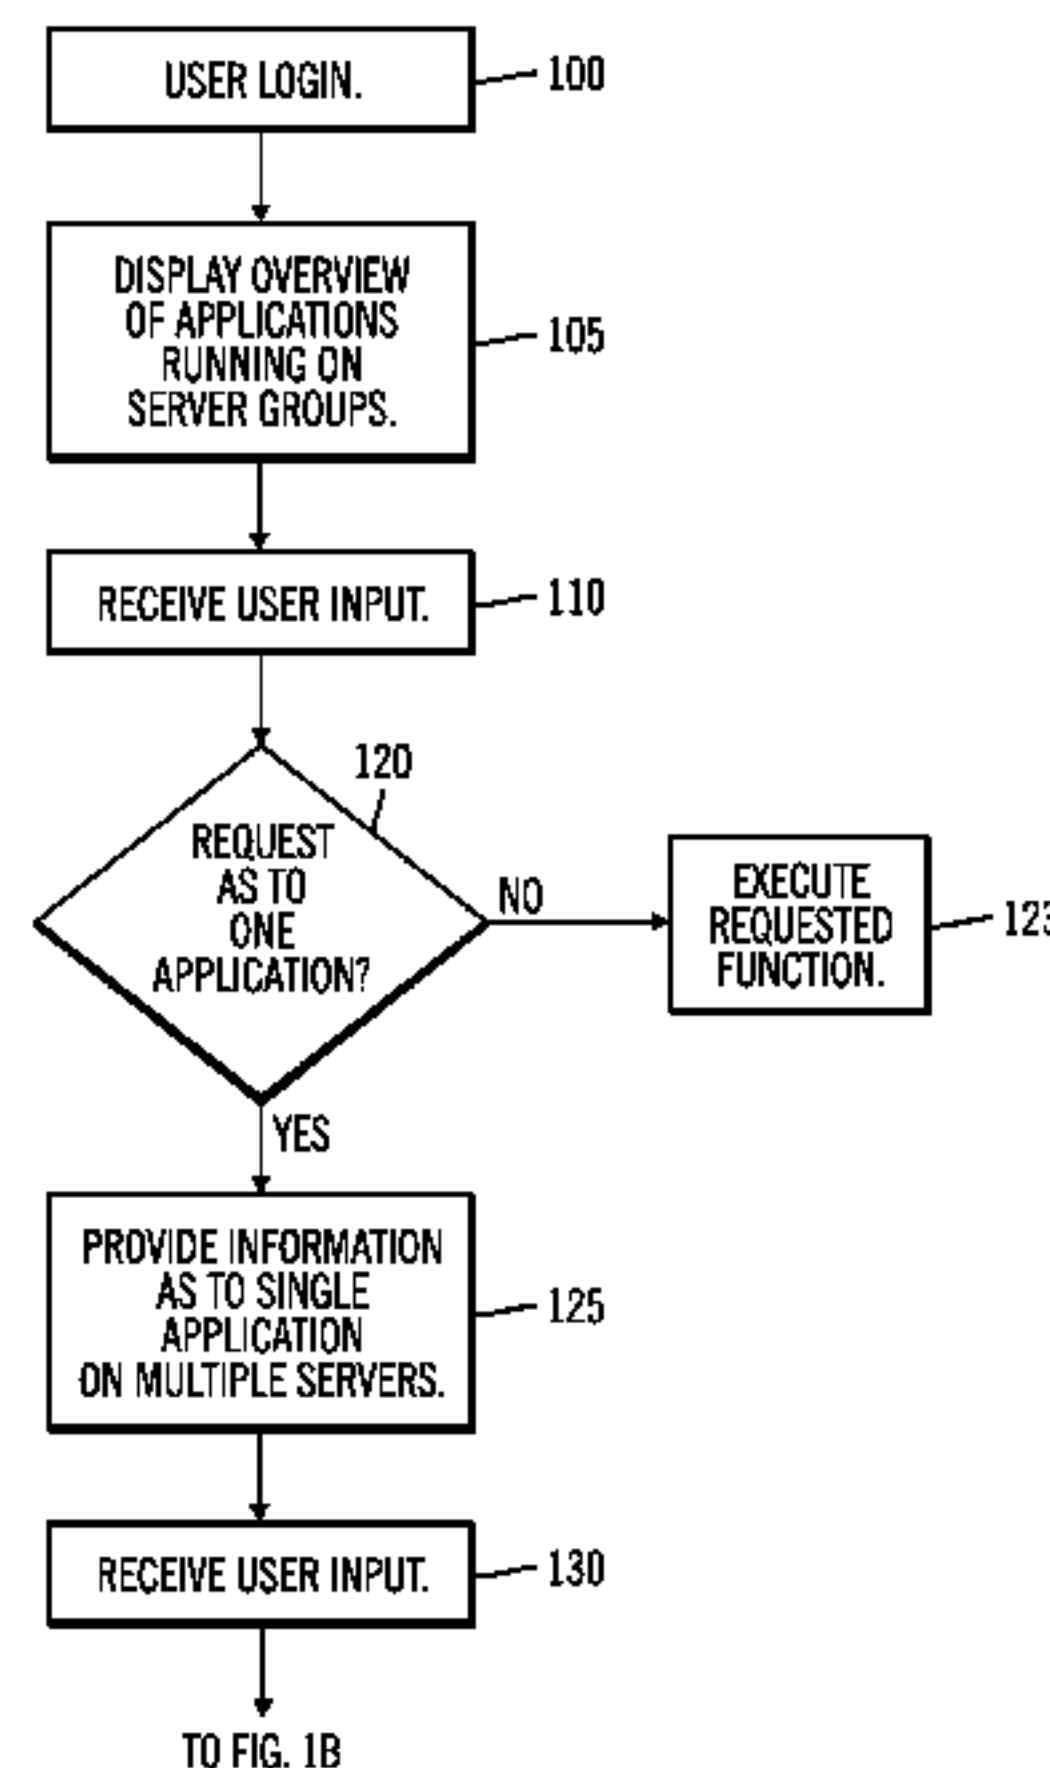 USER LOGIN.
100
DISPLAY OVERVIEW
OF APPLICATIONS
RUNNING ON
SERVER GROUPS.
105
RECEIVE USER INPUT.
110
120
REQUEST
AS TO
ONE
APPLICATION?
NO
EXECUTE
REQUESTED
FUNCTION.
123
YES
PROVIDE INFORMATION
AS TO SINGLE
APPLICATION
ON MULTIPLE SERVERS.
125
RECEIVE USER INPUT.
130
TO FIG. 1B